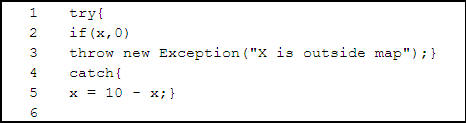 1 try{
2 if(x,0)
3 throw new Exception("X is outside map");}
4 catch{
5 x = 10 - x;}
6